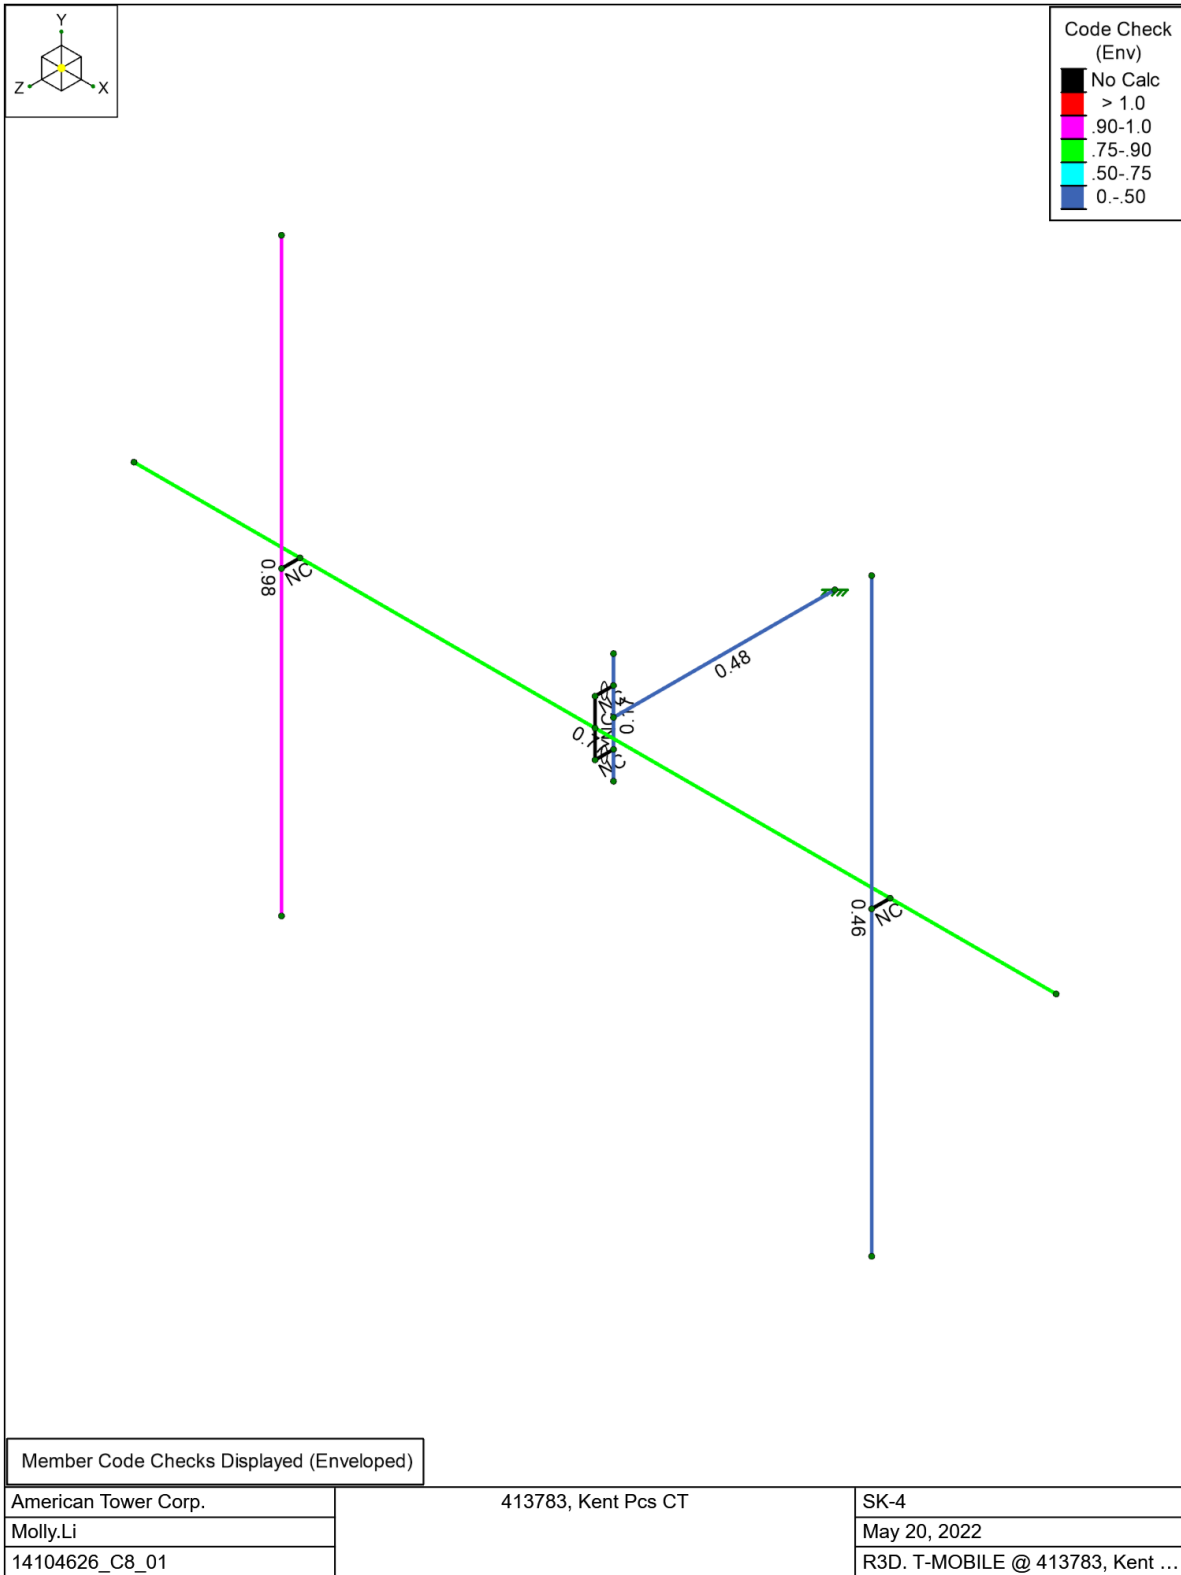 Y
Z
X
Code Check
(Env)
No Calc
> 1.0
.90-1.0
.75-.90
.50-.75
0.-.50
0.98
NC
0.48
0.46
NC
Member Code Checks Displayed (Enveloped)
American Tower Corp.
413783, Kent Pcs CT
SK-4
Molly.Li
May 20, 2022
14104626_C8_01
R3D. T-MOBILE @ 413783, Kent ...